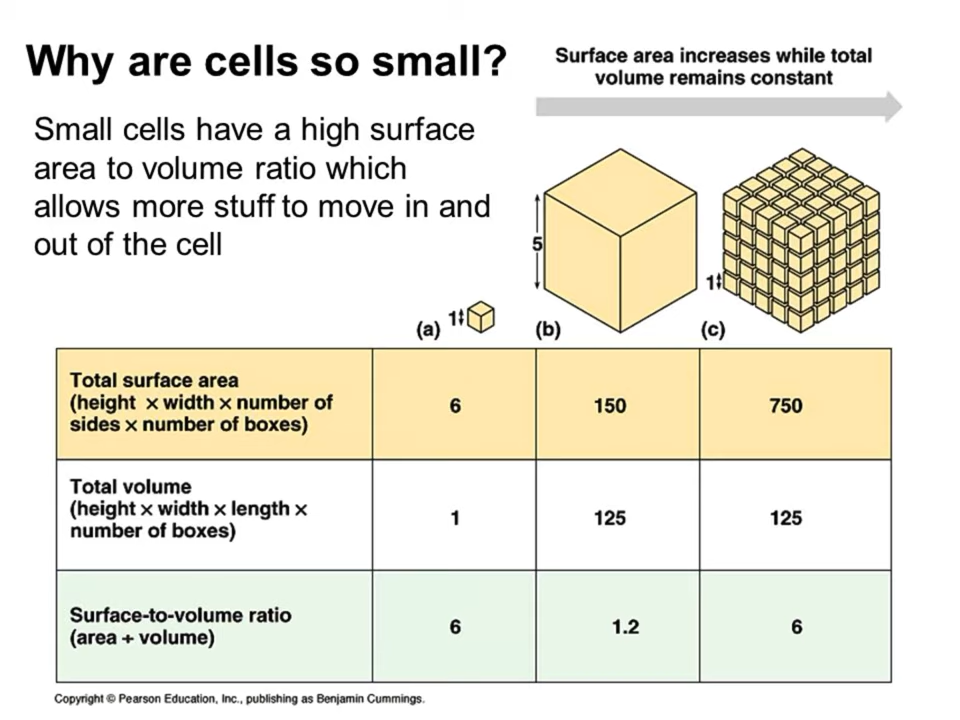 Why are cells so small?
Small cells have a high surface
area to volume ratio which
allows more stuff to move in and
out of the cell
Surface area increases while total
volume remains constant
5
1
1
(a)
(b)
(c)
Total surface area
(height × width × number of
sides × number of boxes)
6
150
750
Total volume
(height × width × length ×
number of boxes)
1
125
125
Surface-to-volume ratio
(area ÷ volume)
6
1.2
6
Copyright © Pearson Education, Inc., publishing as Benjamin Cummings.